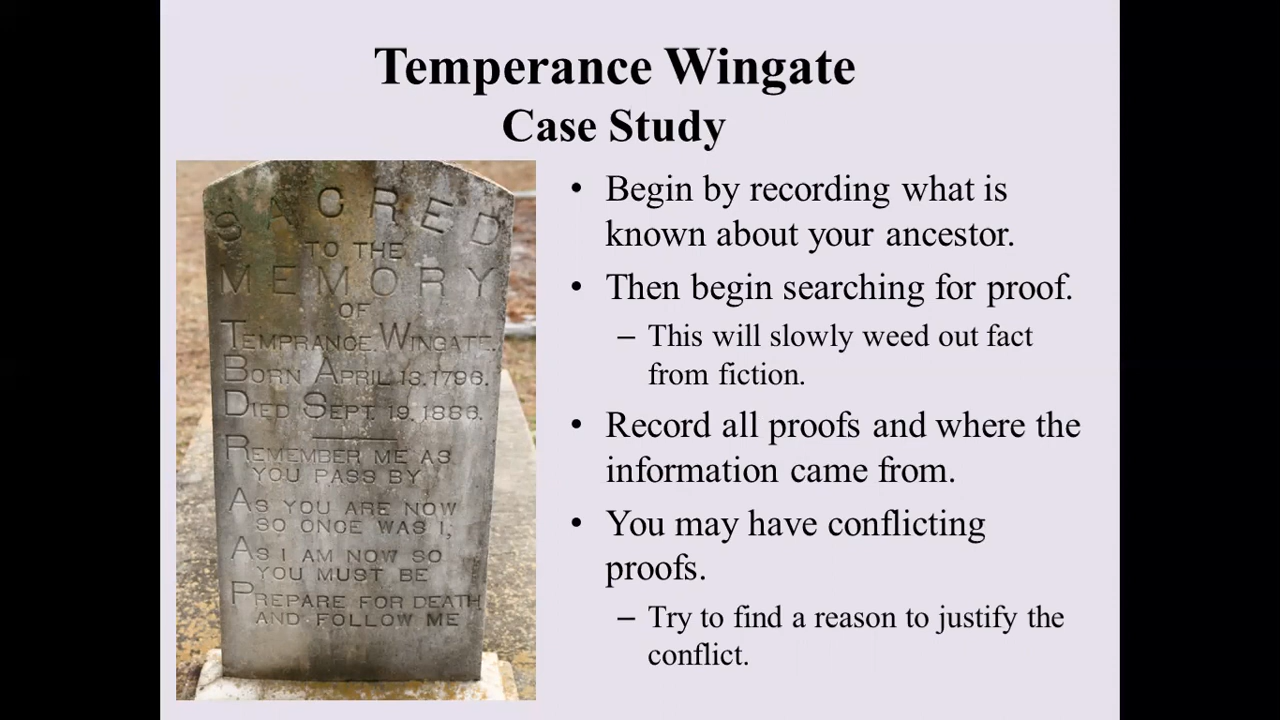 Temperance Wingate
Case Study
SACRED
TO THE
MEMORY
OF
TEMPRANCE.WINGATE.
BORN APRIL 13.1796.
DIED SEPT. 19.1886.
REMEMBER ME AS
YOU PASS BY
AS YOU ARE NOW
SO ONCE WAS I,
AS I AM NOW SO
YOU MUST BE
PREPARE FOR DEATH
AND FOLLOW ME
• Begin by recording what is
known about your ancestor.
• Then begin searching for proof.
– This will slowly weed out fact
from fiction.
• Record all proofs and where the
information came from.
• You may have conflicting
proofs.
– Try to find a reason to justify the
conflict.